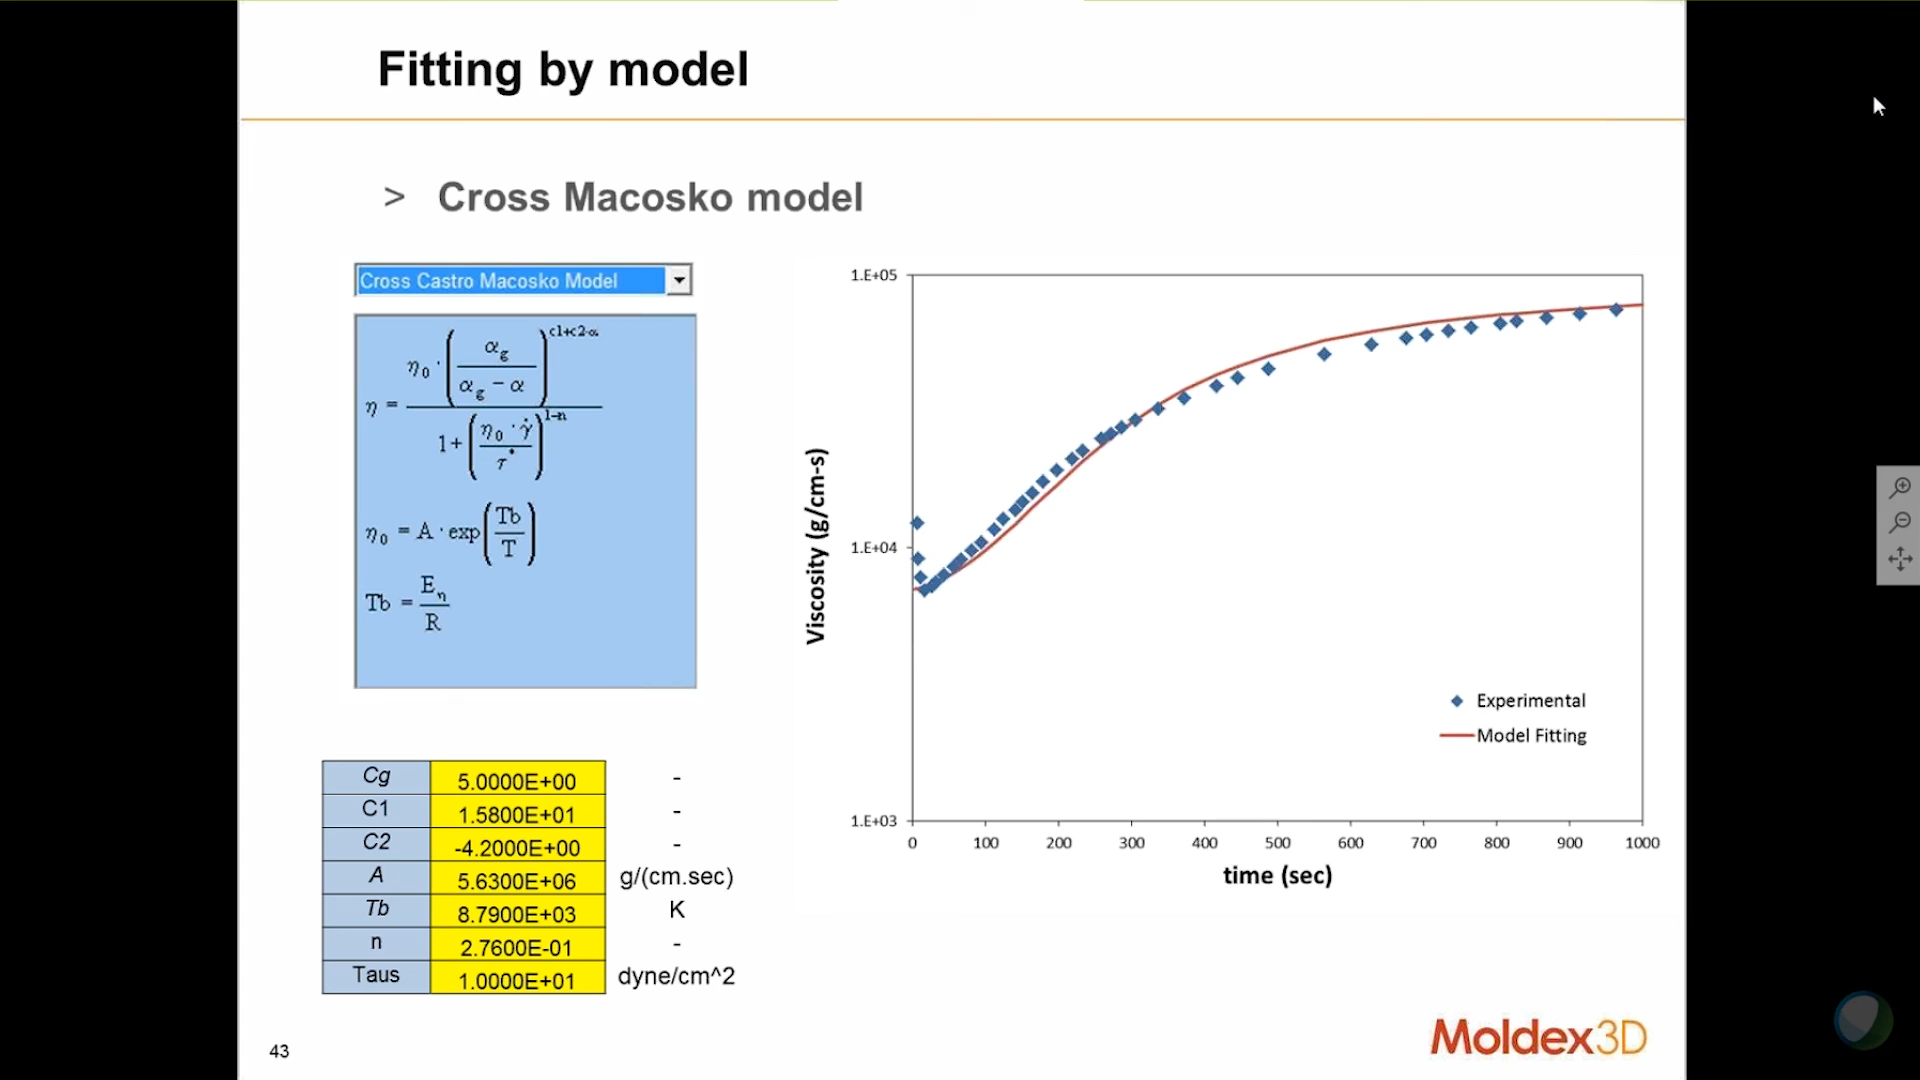 Fitting by model
> Cross Macosko model
Cross Castro Macosko Model
η = η₀ · (α_g / (α_g − α))^(c1+c2·α) / (1 + (η₀ · γ̇ / τ*)^(1−n))
η₀ = A · exp(Tb / T)
Tb = E_η / R
Cg 5.0000E+00 -
C1 1.5800E+01 -
C2 -4.2000E+00 -
A 5.6300E+06 g/(cm.sec)
Tb 8.7900E+03 K
n 2.7600E-01 -
Taus 1.0000E+01 dyne/cm^2
Viscosity (g/cm-s)
1.E+05
1.E+04
1.E+03
0 100 200 300 400 500 600 700 800 900 1000
time (sec)
Experimental
Model Fitting
43
Moldex3D